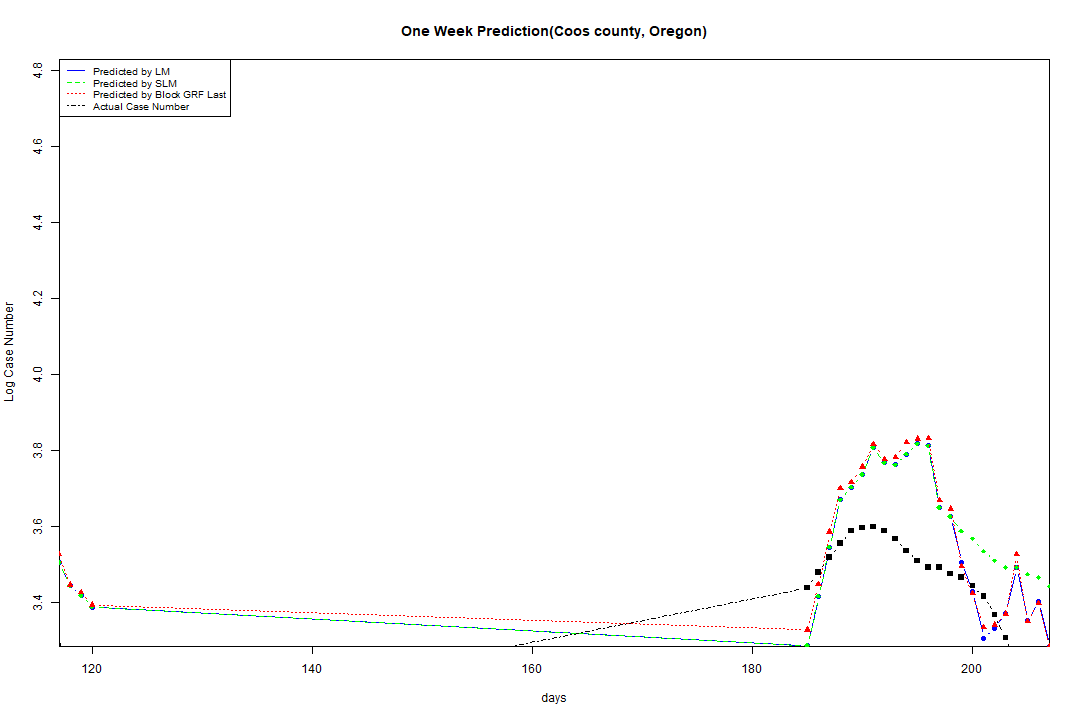 One Week Prediction(Coos county, Oregon)
Predicted by LM
Predicted by SLM
Predicted by Block GRF Last
Actual Case Number
4.8
4.6
4.4
4.2
4.0
3.8
3.6
3.4
Log Case Number
120 140 160 180 200
days